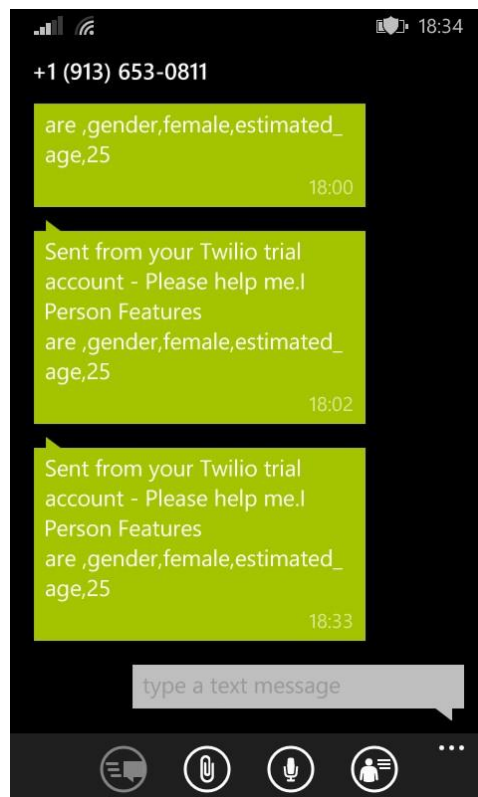 18:34
+1 (913) 653-0811
are ,gender,female,estimated_
age,25
18:00
Sent from your Twilio trial
account - Please help me.I
Person Features
are ,gender,female,estimated_
age,25
18:02
Sent from your Twilio trial
account - Please help me.I
Person Features
are ,gender,female,estimated_
age,25
18:33
type a text message